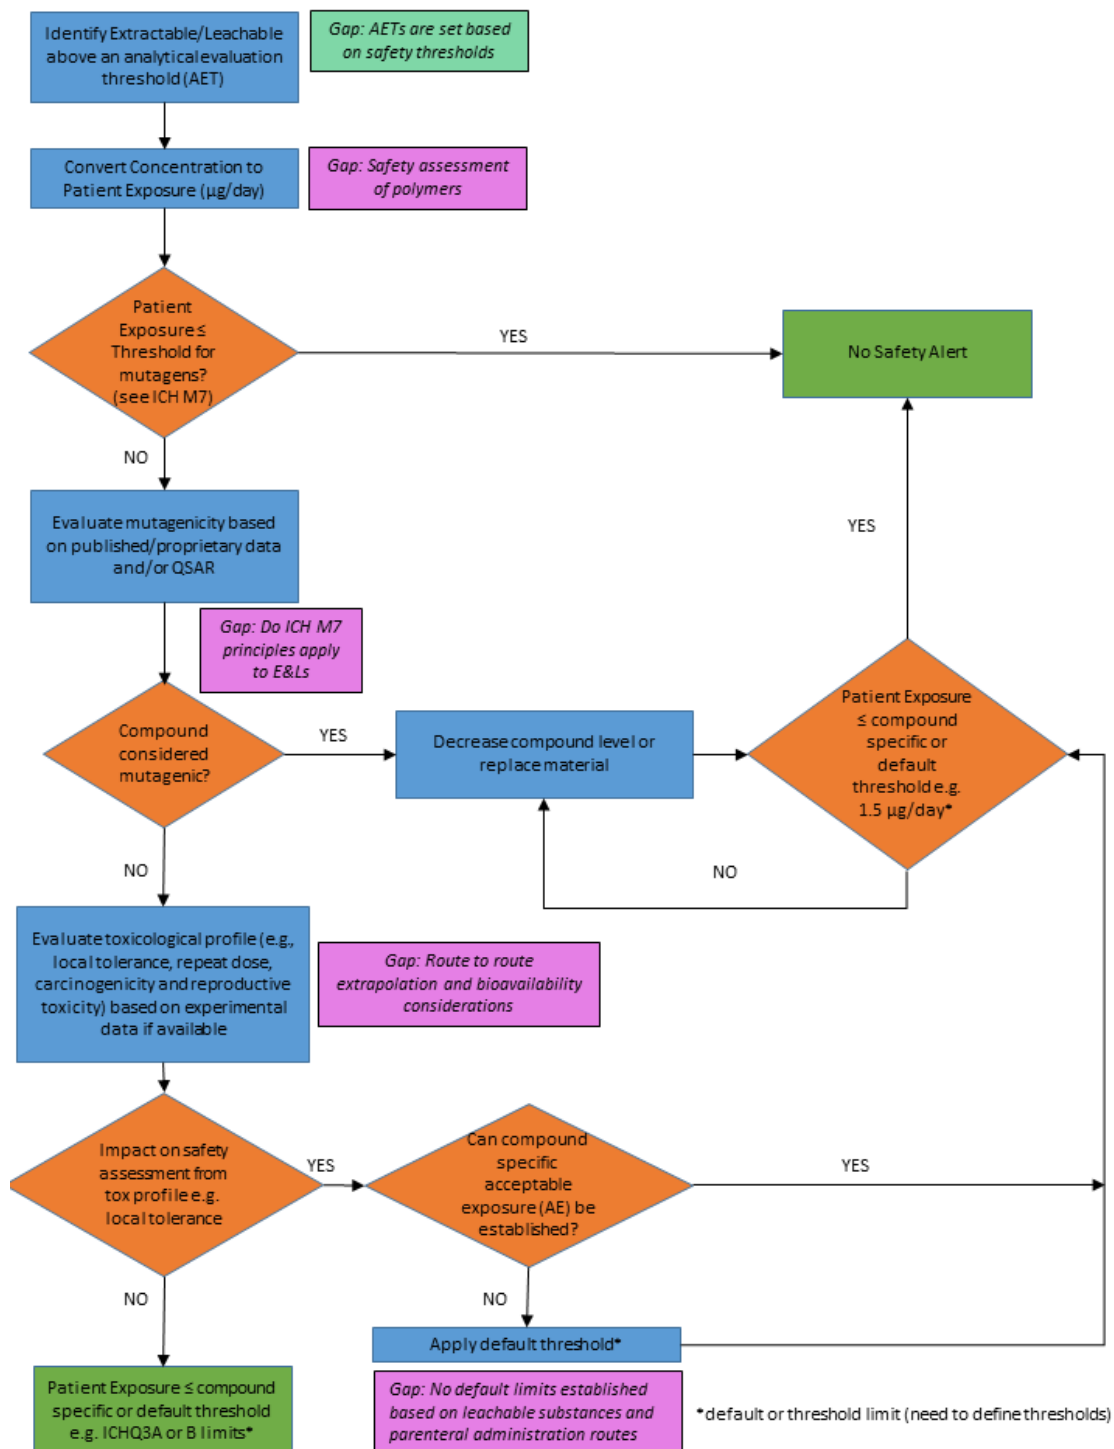 Identify Extractable/Leachable
above an analytical evaluation
threshold (AET)
Gap: AETs are set based
on safety thresholds
Convert Concentration to
Patient Exposure (µg/day)
Gap: Safety assessment
of polymers
Patient
Exposure ≤
Threshold for
mutagens?
(see ICH M7)
YES
No Safety Alert
NO
Evaluate mutagenicity based
on published/proprietary data
and/or QSAR
YES
Gap: Do ICH M7
principles apply
to E&Ls
Compound
considered
mutagenic?
YES
Decrease compound level or
replace material
Patient Exposure
≤ compound
specific or
default
threshold e.g.
1.5 µg/day*
NO
NO
Evaluate toxicological profile (e.g.,
local tolerance, repeat dose,
carcinogenicity and reproductive
toxicity) based on experimental
data if available
Gap: Route to route
extrapolation and bioavailability
considerations
Impact on safety
assessment from
tox profile e.g.
local tolerance
YES
Can compound
specific
acceptable
exposure (AE) be
established?
YES
NO
NO
Apply default threshold*
Patient Exposure ≤ compound
specific or default threshold
e.g. ICHQ3A or B limits*
Gap: No default limits established
based on leachable substances and
parenteral administration routes
*default or threshold limit (need to define thresholds)